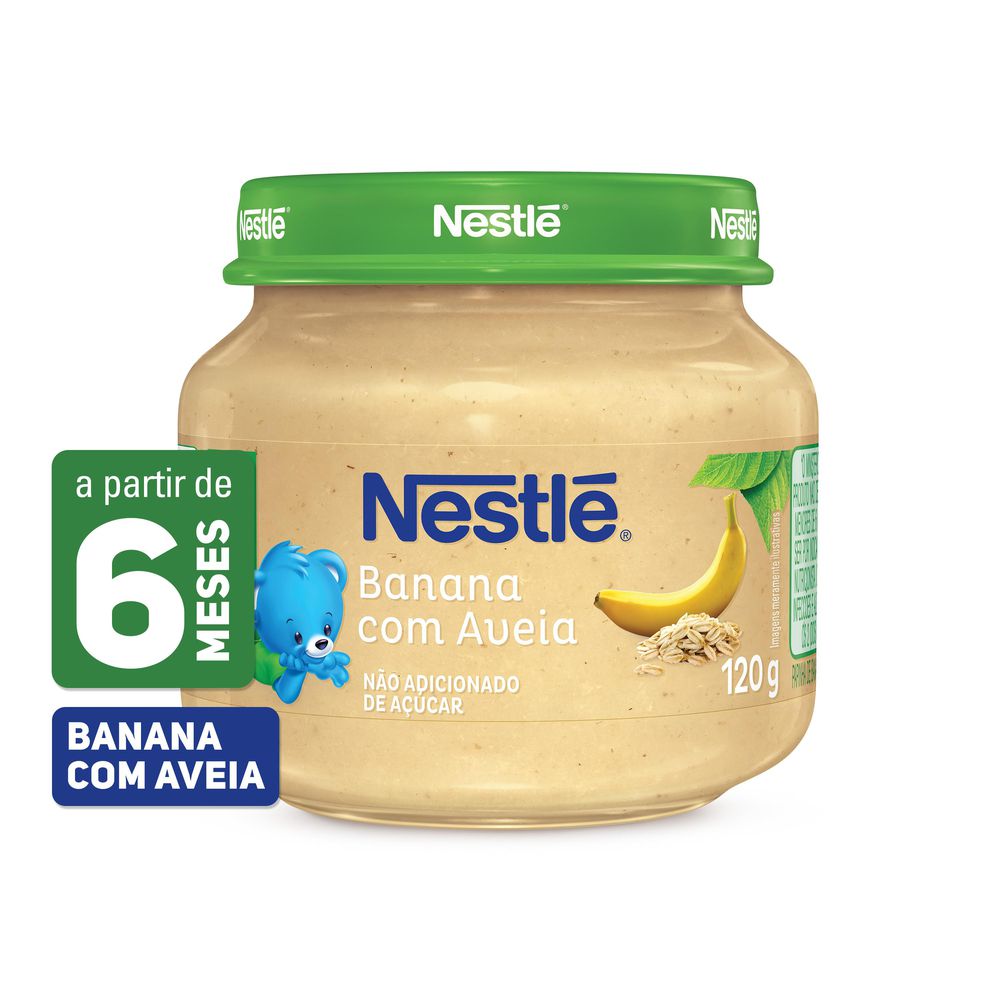 Nestlé®
Nestlé®
Nestlé
a partir de
6
MESES
BANANA
COM AVEIA
Nestlé®
Banana
com Aveia
NÃO ADICIONADO
DE AÇÚCAR
120 g
Imagens meramente ilustrativas